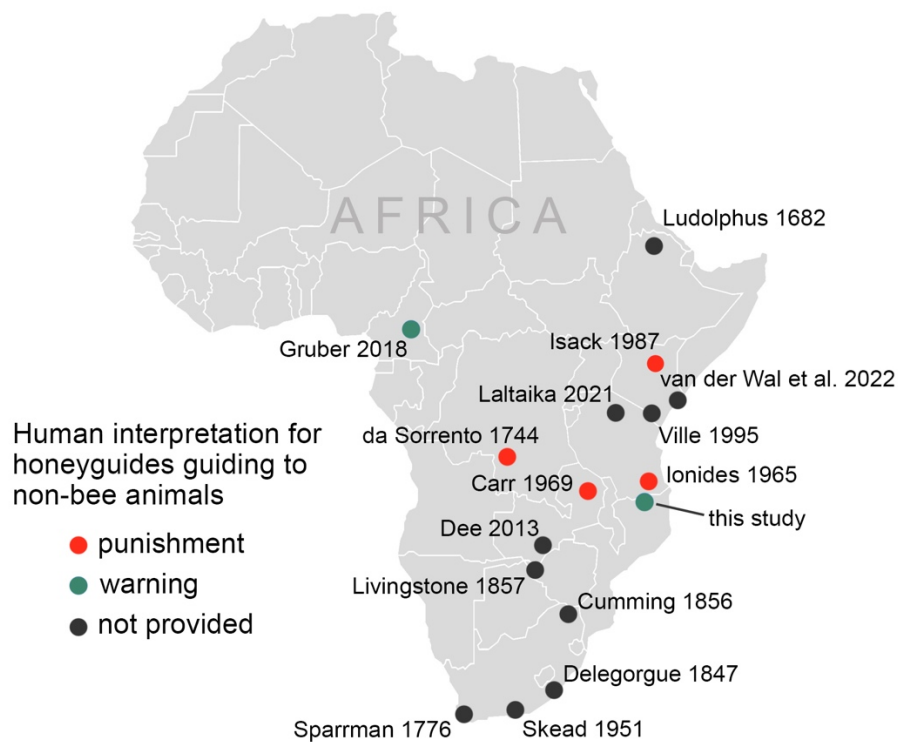 AFRICA
Ludolphus 1682
Gruber 2018
Isack 1987
van der Wal et al. 2022
Laltaika 2021
Ville 1995
Human interpretation for
honeyguides guiding to
non-bee animals
punishment
warning
not provided
da Sorrento 1744
Carr 1969
Ionides 1965
this study
Dee 2013
Livingstone 1857
Cumming 1856
Delegorgue 1847
Sparrman 1776
Skead 1951